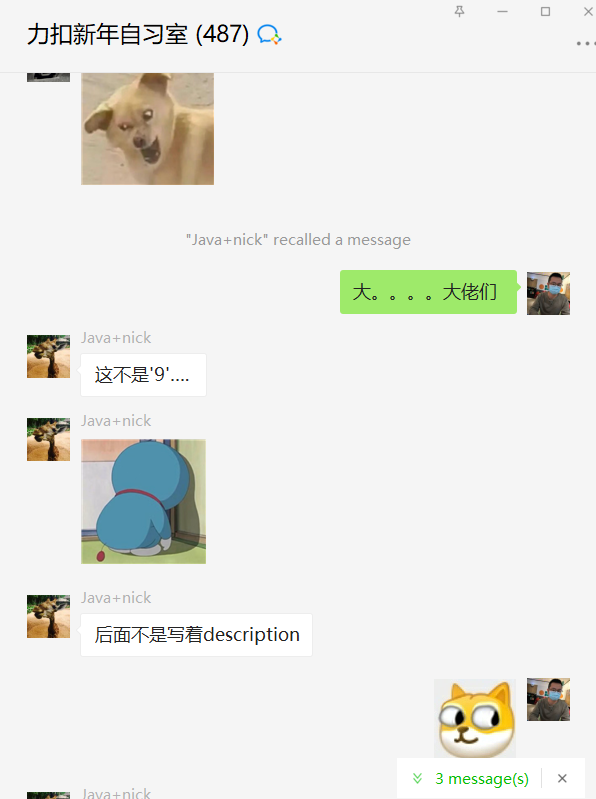 力扣新年自习室 (487)
"Java+nick" recalled a message
大。。。。大佬们
Java+nick
这不是'9'....
Java+nick
Java+nick
后面不是写着description
3 message(s)
Java+nick